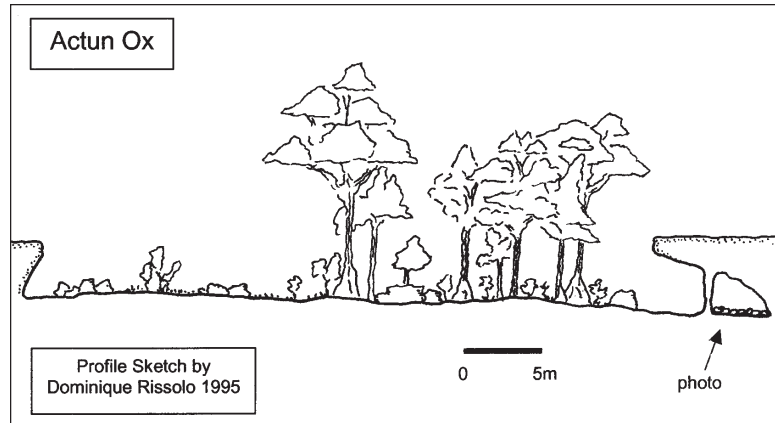 Actun Ox
Profile Sketch by
Dominique Rissolo 1995
0 5m
photo